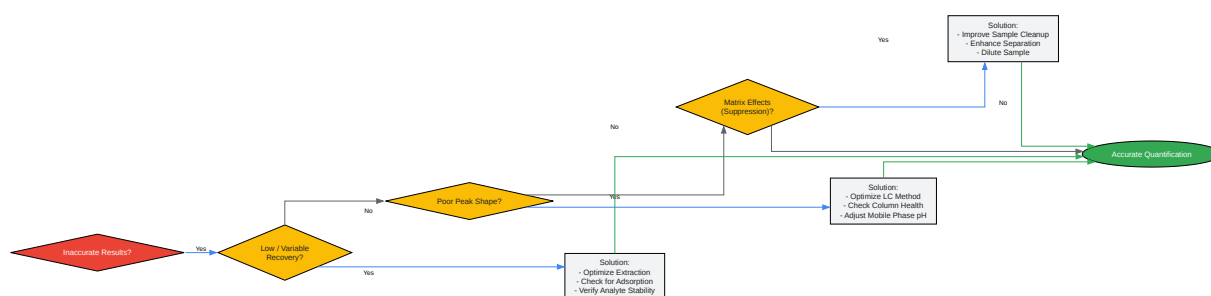 Inaccurate Results?
Yes
Low / Variable
Recovery?
No
Yes
Poor Peak Shape?
No
Yes
Solution:
- Optimize Extraction
- Check for Adsorption
- Verify Analyte Stability
Matrix Effects
(Suppression)?
Yes
No
Solution:
- Improve Sample Cleanup
- Enhance Separation
- Dilute Sample
Solution:
- Optimize LC Method
- Check Column Health
- Adjust Mobile Phase pH
Accurate Quantification